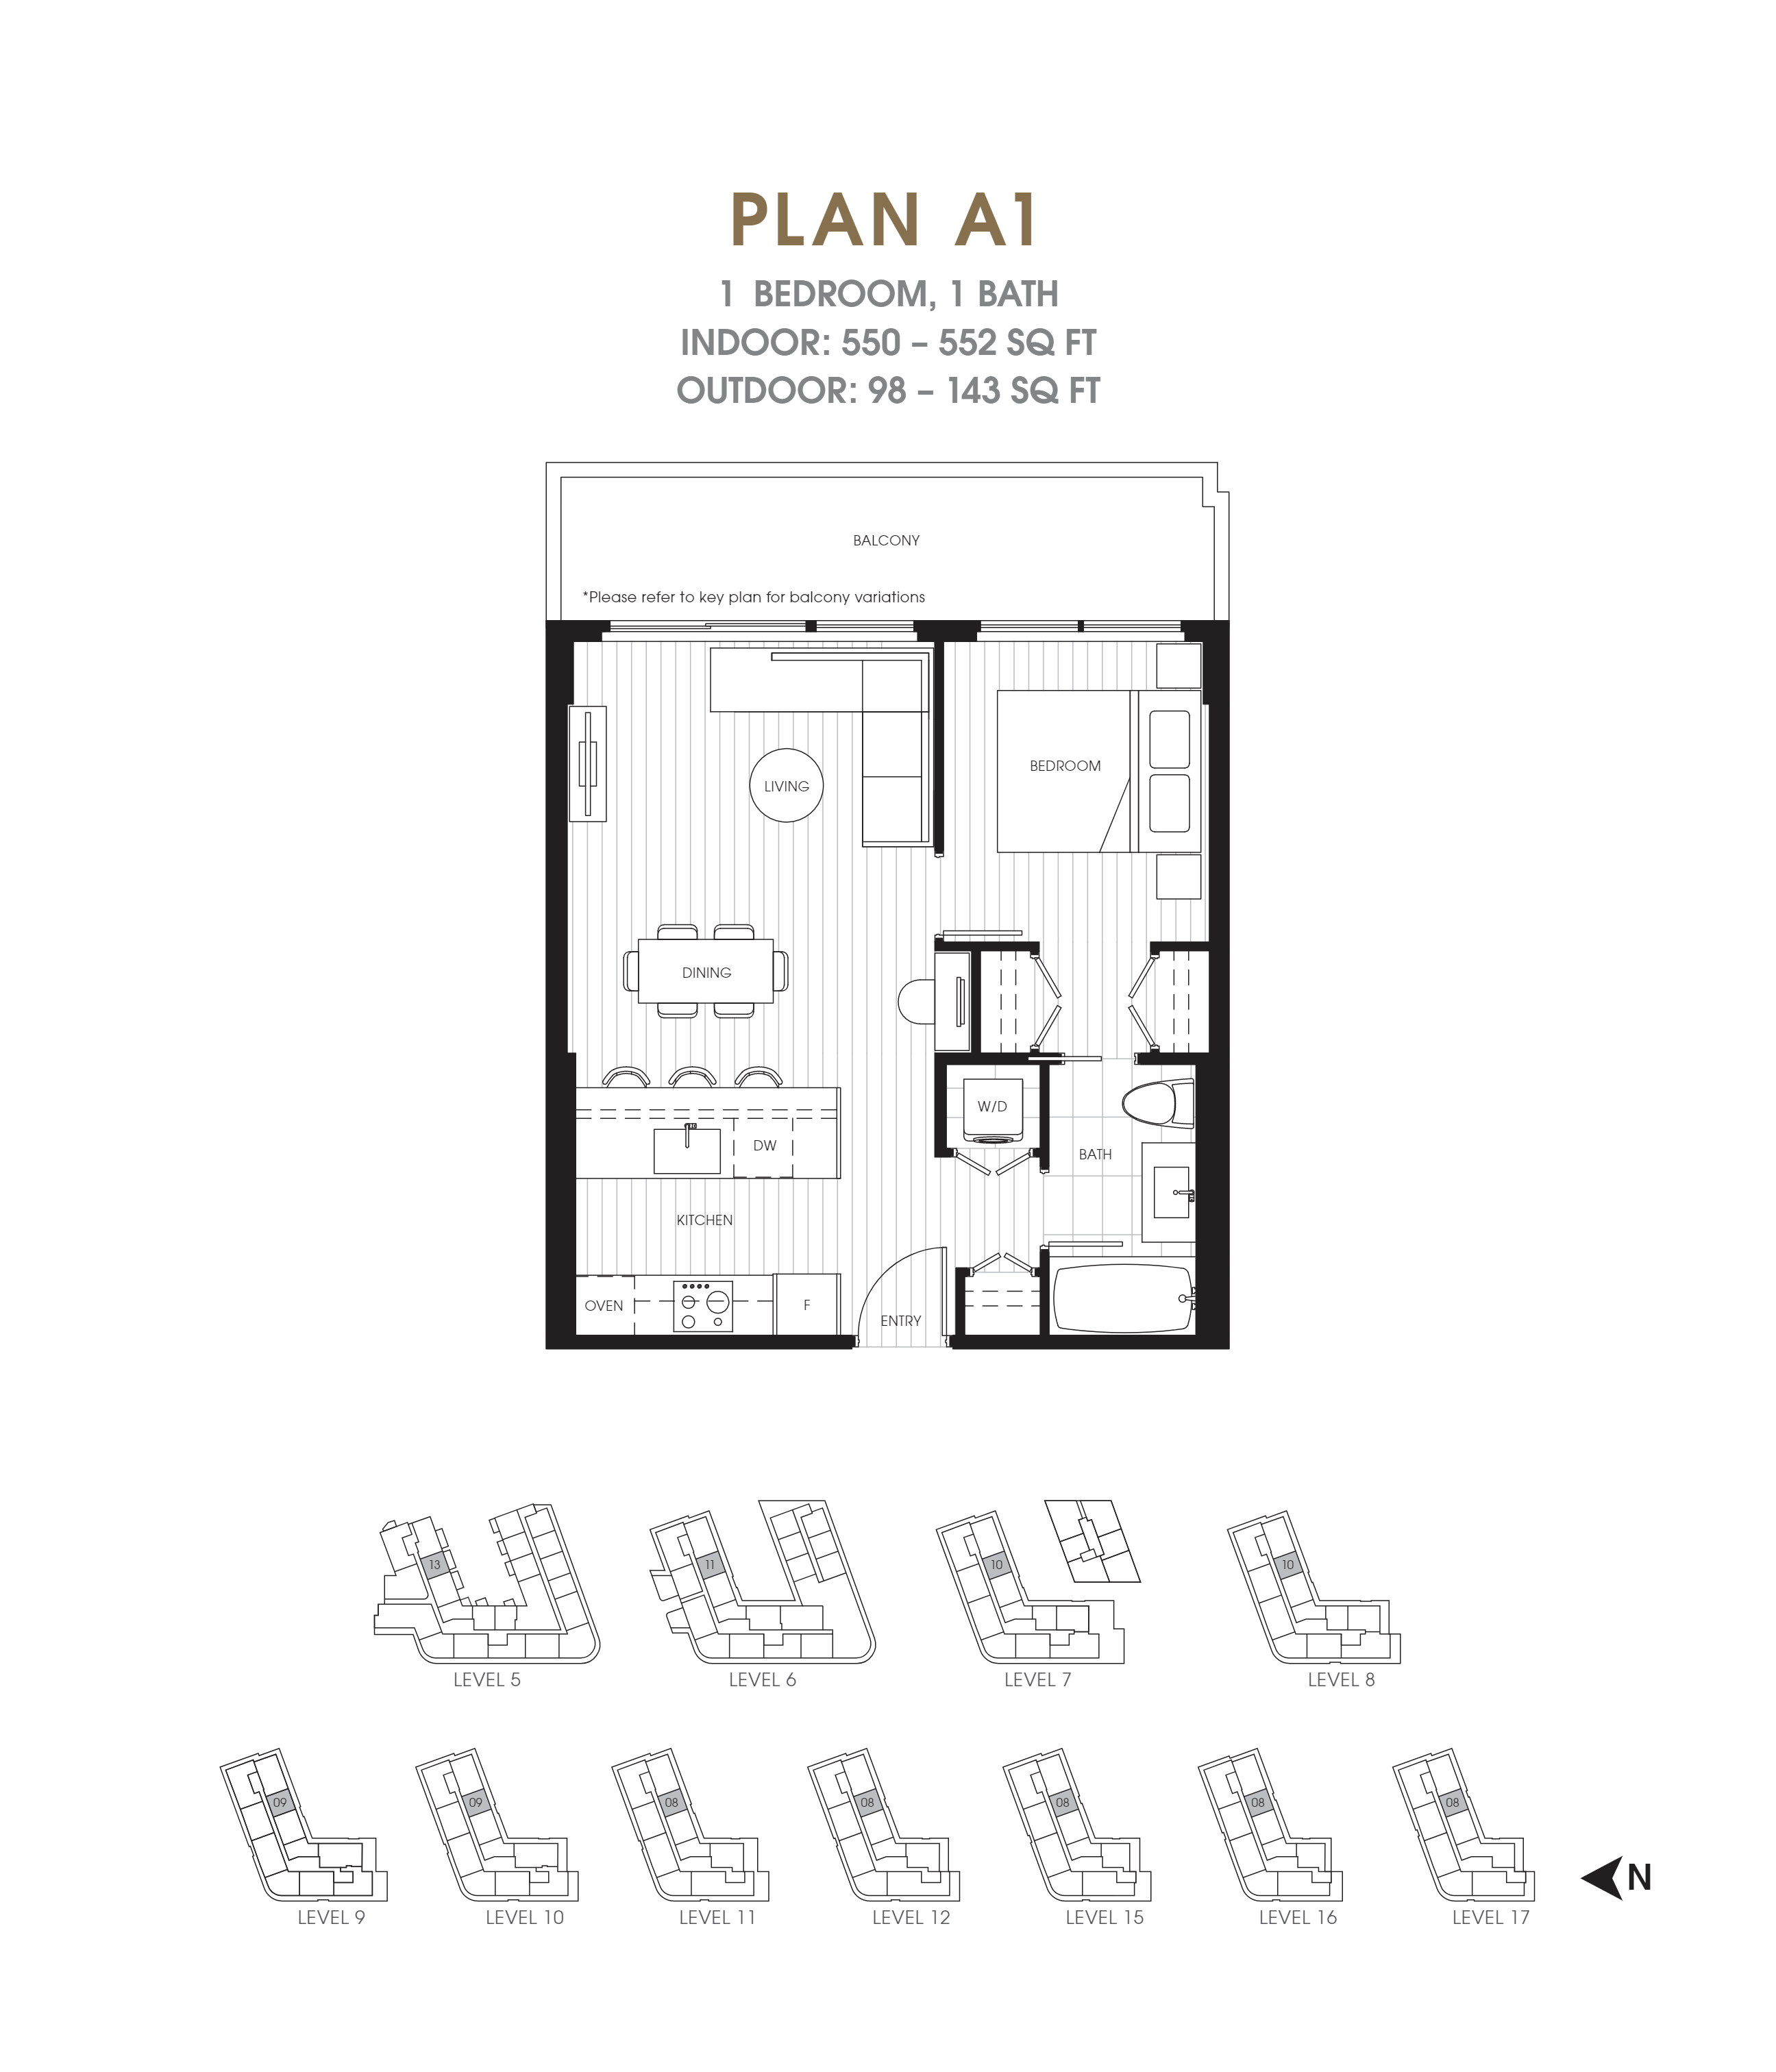 PLAN A1
1 BEDROOM, 1 BATH
INDOOR: 550 – 552 SQ FT
OUTDOOR: 98 – 143 SQ FT
BALCONY
*Please refer to key plan for balcony variations
BEDROOM
LIVING
DINING
W/D
DW
BATH
KITCHEN
OVEN
F
ENTRY
13
11
10
10
LEVEL 5
LEVEL 6
LEVEL 7
LEVEL 8
09
09
08
08
08
08
08
N
LEVEL 9
LEVEL 10
LEVEL 11
LEVEL 12
LEVEL 15
LEVEL 16
LEVEL 17